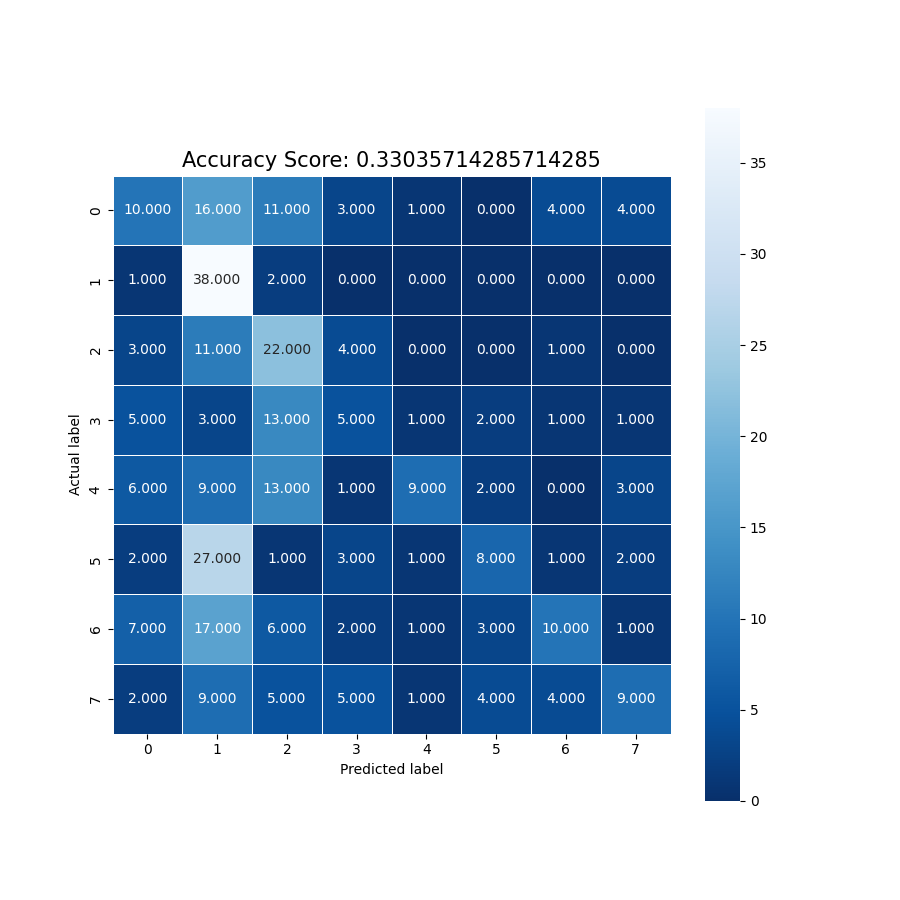 Accuracy Score: 0.33035714285714285
Actual label
0 10.000 16.000 11.000 3.000 1.000 0.000 4.000 4.000
1 1.000 38.000 2.000 0.000 0.000 0.000 0.000 0.000
2 3.000 11.000 22.000 4.000 0.000 0.000 1.000 0.000
3 5.000 3.000 13.000 5.000 1.000 2.000 1.000 1.000
4 6.000 9.000 13.000 1.000 9.000 2.000 0.000 3.000
5 2.000 27.000 1.000 3.000 1.000 8.000 1.000 2.000
6 7.000 17.000 6.000 2.000 1.000 3.000 10.000 1.000
7 2.000 9.000 5.000 5.000 1.000 4.000 4.000 9.000
0 1 2 3 4 5 6 7
Predicted label
35
30
25
20
15
10
5
0